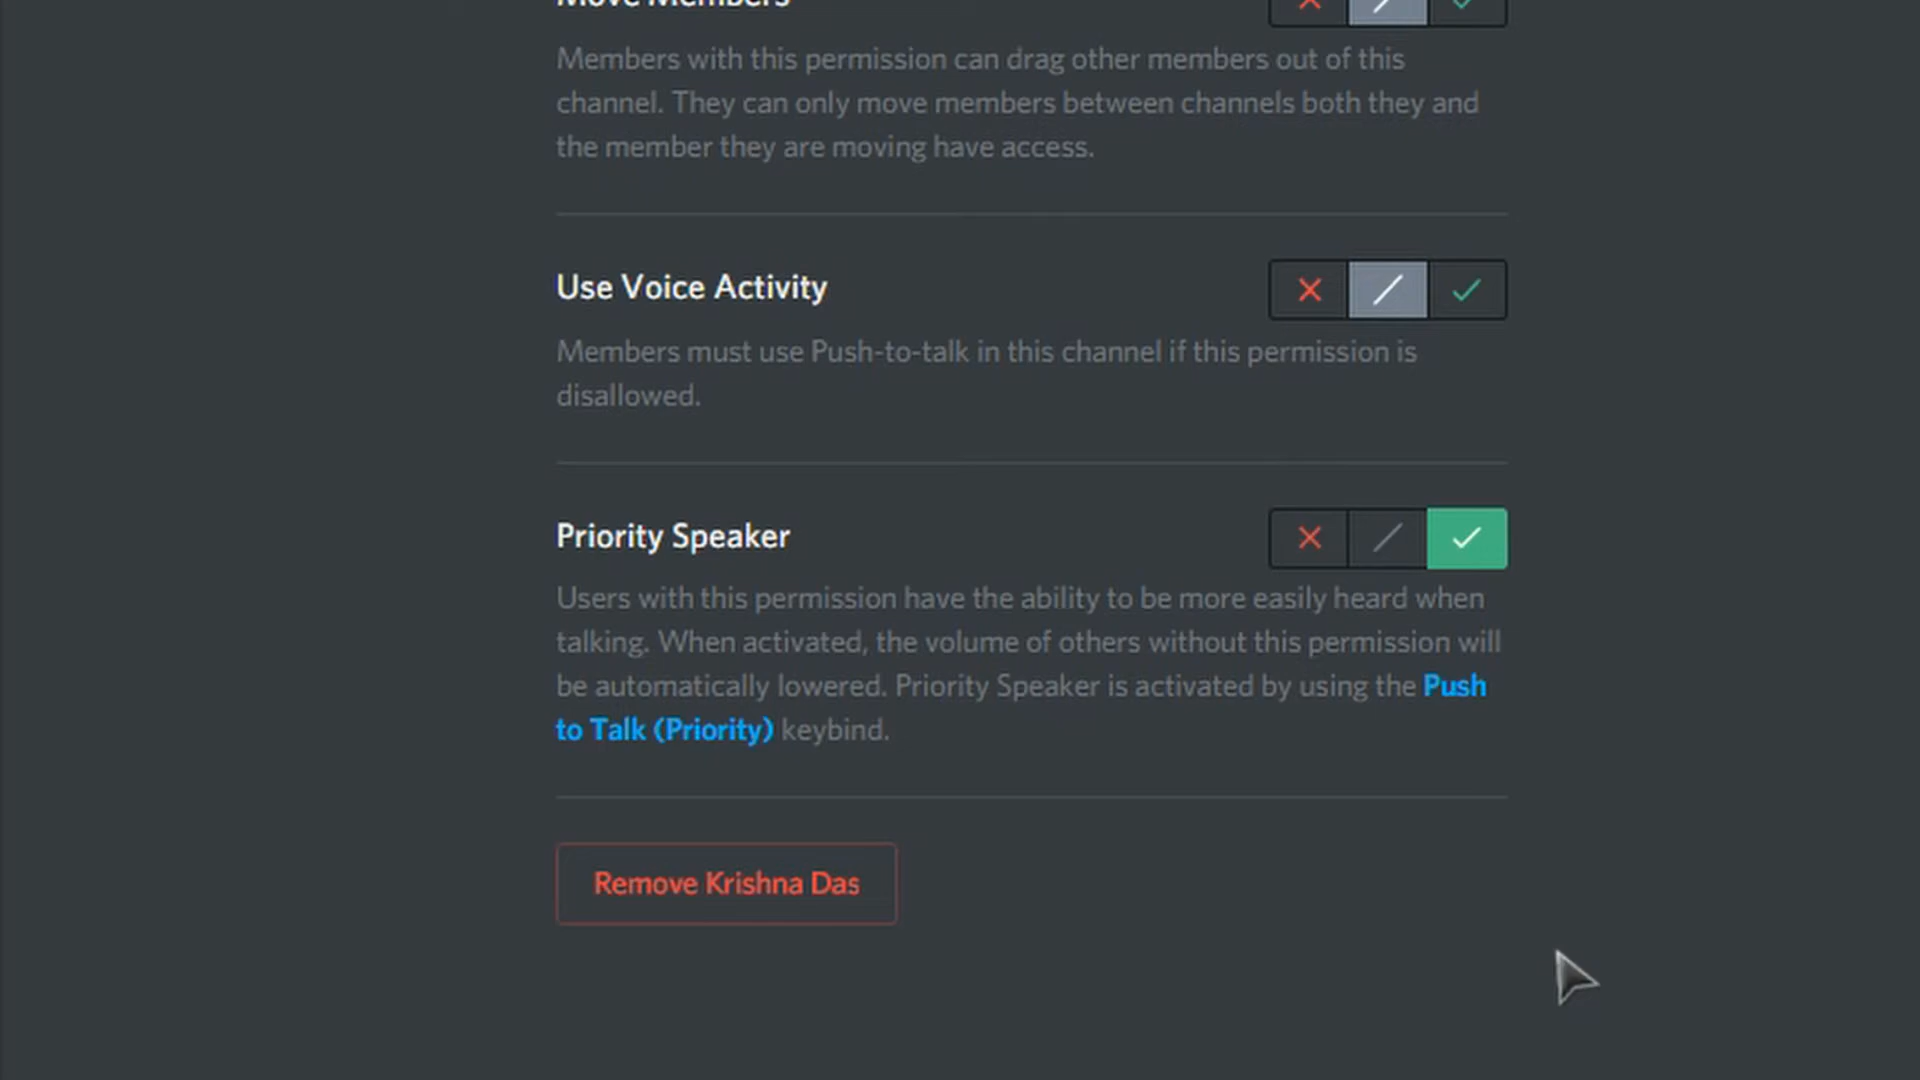 Move Members
Members with this permission can drag other members out of this
channel. They can only move members between channels both they and
the member they are moving have access.
Use Voice Activity
Members must use Push-to-talk in this channel if this permission is
disallowed.
Priority Speaker
Users with this permission have the ability to be more easily heard when
talking. When activated, the volume of others without this permission will
be automatically lowered. Priority Speaker is activated by using the Push
to Talk (Priority) keybind.
Remove Krishna Das